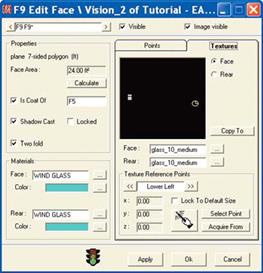 F9 Edit Face \ Vision_2 of Tutorial - EA...
< *F9 F9* >
Visible
Image visible
Properties
plane 7-sided polygon (ft)
Face Area :
24.00 ft²
Calculate
Is Coat Of
F5
Shadow Cast
Locked
Two fold
Materials
Face :
WIND GLASS
...
Color :
Rear :
WIND GLASS
...
Color :
Points
Textures
Face
Rear
Copy To
Face :
glass_10_medium
...
Rear :
glass_10_medium
...
Texture Reference Points
<<
Lower Left
>>
x :
0.00
Lock To Default Size
y :
0.00
Select Point
z :
0.00
Acquire From
Apply
Ok
Cancel